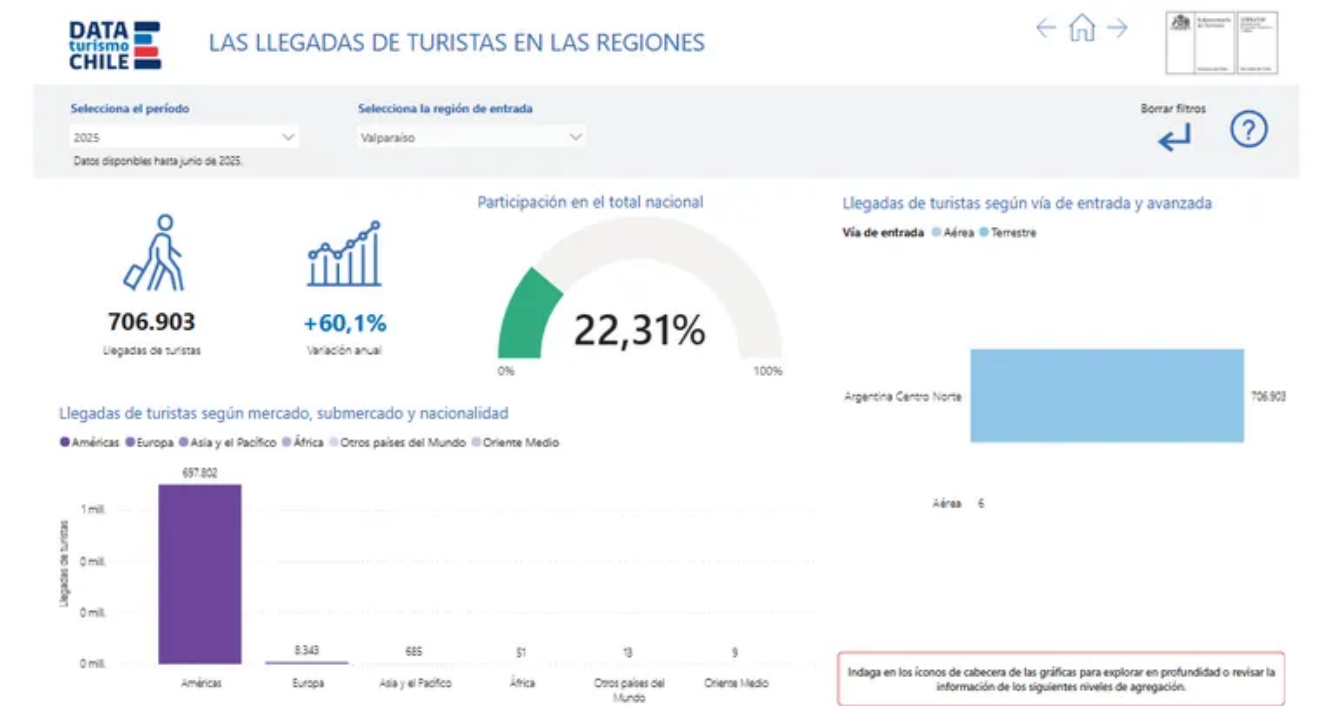 DATA
turismo
CHILE
LAS LLEGADAS DE TURISTAS EN LAS REGIONES
Selecciona el período
Selecciona la región de entrada
Borrar filtros
2025
Valparaíso
?
Datos disponibles hasta junio de 2025.
706.903
Llegadas de turistas
+60,1%
Variación anual
Participación en el total nacional
22,31%
0%
100%
Llegadas de turistas según vía de entrada y avanzada
Vía de entrada Aérea Terrestre
Argentina Centro Norte
706.903
Aérea 6
Llegadas de turistas según mercado, submercado y nacionalidad
Américas Europa Asia y el Pacífico África Otros países del Mundo Oriente Medio
Llegadas de turistas
1 mill.
0 mill.
0 mill.
0 mill.
697.802
8.343
685
51
13
9
Américas
Europa
Asia y el Pacífico
África
Otros países del
Mundo
Oriente Medio
Indaga en los íconos de cabecera de las gráficas para explorar en profundidad o revisar la
información de los siguientes niveles de agregación.